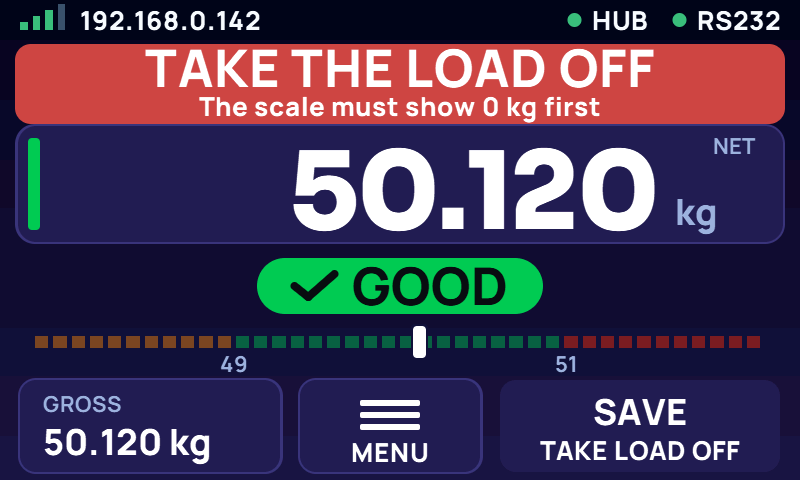 192.168.0.142
HUB
RS232
TAKE THE LOAD OFF
The scale must show 0 kg first
NET
50.120 kg
GOOD
49
51
GROSS
50.120 kg
MENU
SAVE
TAKE LOAD OFF